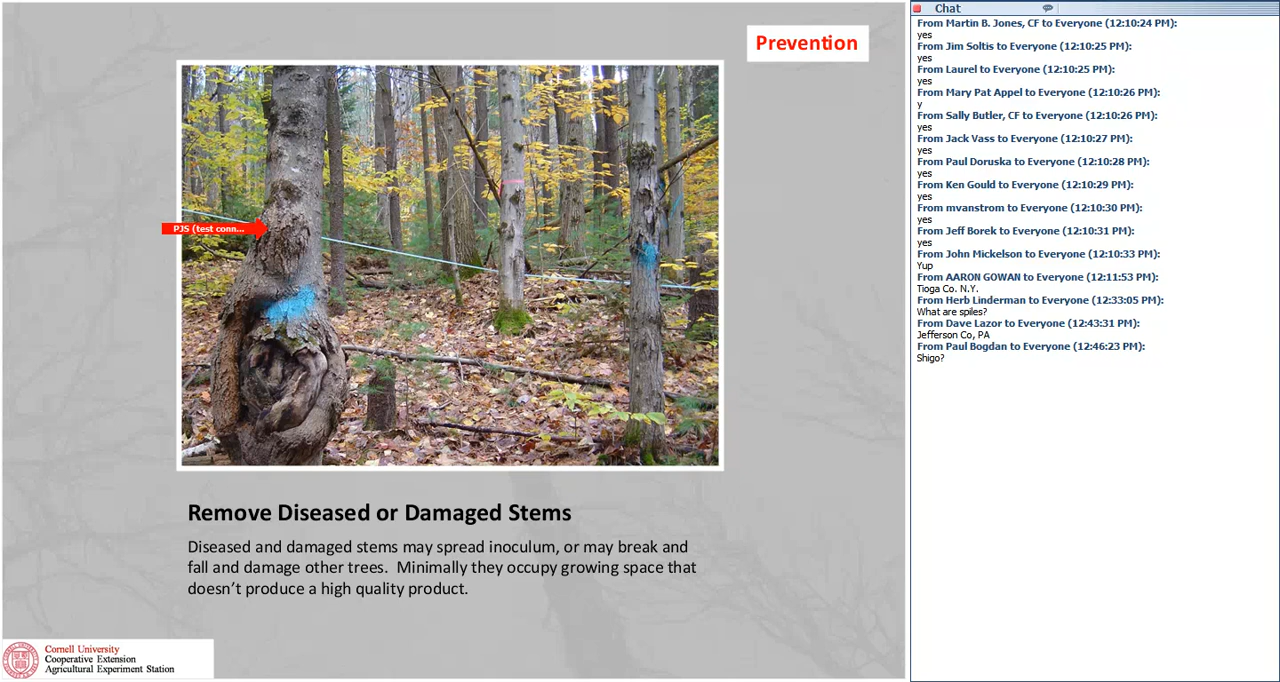 Prevention
PJS (test conn...
Remove Diseased or Damaged Stems
Diseased and damaged stems may spread inoculum, or may break and
fall and damage other trees.  Minimally they occupy growing space that
doesn’t produce a high quality product.
Cornell University
Cooperative Extension
Agricultural Experiment Station
Chat
From Martin B. Jones, CF to Everyone (12:10:24 PM):
yes
From Jim Soltis to Everyone (12:10:25 PM):
yes
From Laurel to Everyone (12:10:25 PM):
yes
From Mary Pat Appel to Everyone (12:10:26 PM):
y
From Sally Butler, CF to Everyone (12:10:26 PM):
yes
From Jack Vass to Everyone (12:10:27 PM):
yes
From Paul Doruska to Everyone (12:10:28 PM):
yes
From Ken Gould to Everyone (12:10:29 PM):
yes
From mvanstrom to Everyone (12:10:30 PM):
yes
From Jeff Borek to Everyone (12:10:31 PM):
yes
From John Mickelson to Everyone (12:10:33 PM):
Yup
From AARON GOWAN to Everyone (12:11:53 PM):
Tioga Co. N.Y.
From Herb Linderman to Everyone (12:33:05 PM):
What are spiles?
From Dave Lazor to Everyone (12:43:31 PM):
Jefferson Co, PA
From Paul Bogdan to Everyone (12:46:23 PM):
Shigo?